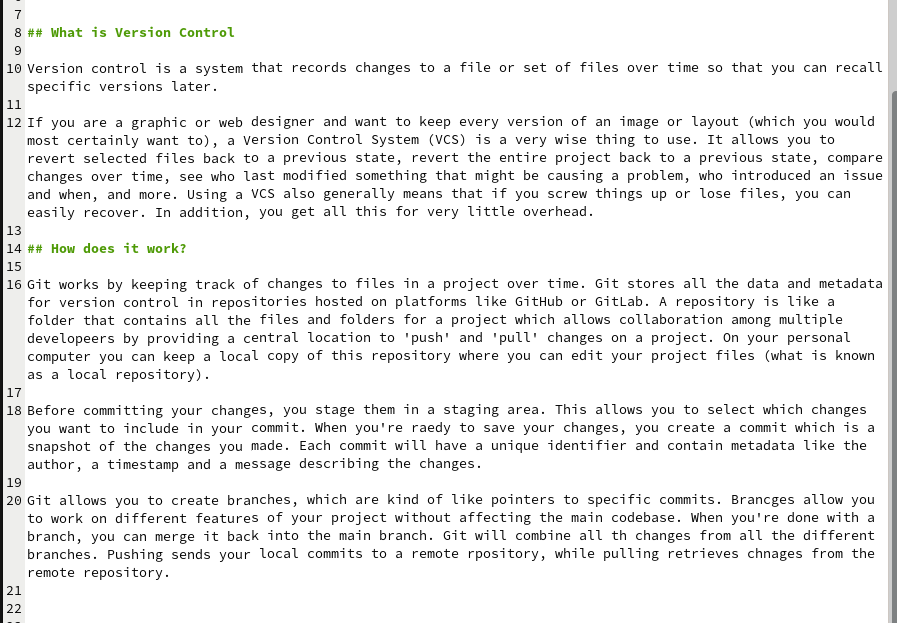 7
8 ## What is Version Control
9
10 Version control is a system that records changes to a file or set of files over time so that you can recall
specific versions later.
11
12 If you are a graphic or web designer and want to keep every version of an image or layout (which you would
most certainly want to), a Version Control System (VCS) is a very wise thing to use. It allows you to
revert selected files back to a previous state, revert the entire project back to a previous state, compare
changes over time, see who last modified something that might be causing a problem, who introduced an issue
and when, and more. Using a VCS also generally means that if you screw things up or lose files, you can
easily recover. In addition, you get all this for very little overhead.
13
14 ## How does it work?
15
16 Git works by keeping track of changes to files in a project over time. Git stores all the data and metadata
for version control in repositories hosted on platforms like GitHub or GitLab. A repository is like a
folder that contains all the files and folders for a project which allows collaboration among multiple
developeers by providing a central location to 'push' and 'pull' changes on a project. On your personal
computer you can keep a local copy of this repository where you can edit your project files (what is known
as a local repository).
17
18 Before committing your changes, you stage them in a staging area. This allows you to select which changes
you want to include in your commit. When you're raedy to save your changes, you create a commit which is a
snapshot of the changes you made. Each commit will have a unique identifier and contain metadata like the
author, a timestamp and a message describing the changes.
19
20 Git allows you to create branches, which are kind of like pointers to specific commits. Brancges allow you
to work on different features of your project without affecting the main codebase. When you're done with a
branch, you can merge it back into the main branch. Git will combine all th changes from all the different
branches. Pushing sends your local commits to a remote rpository, while pulling retrieves chnages from the
remote repository.
21
22